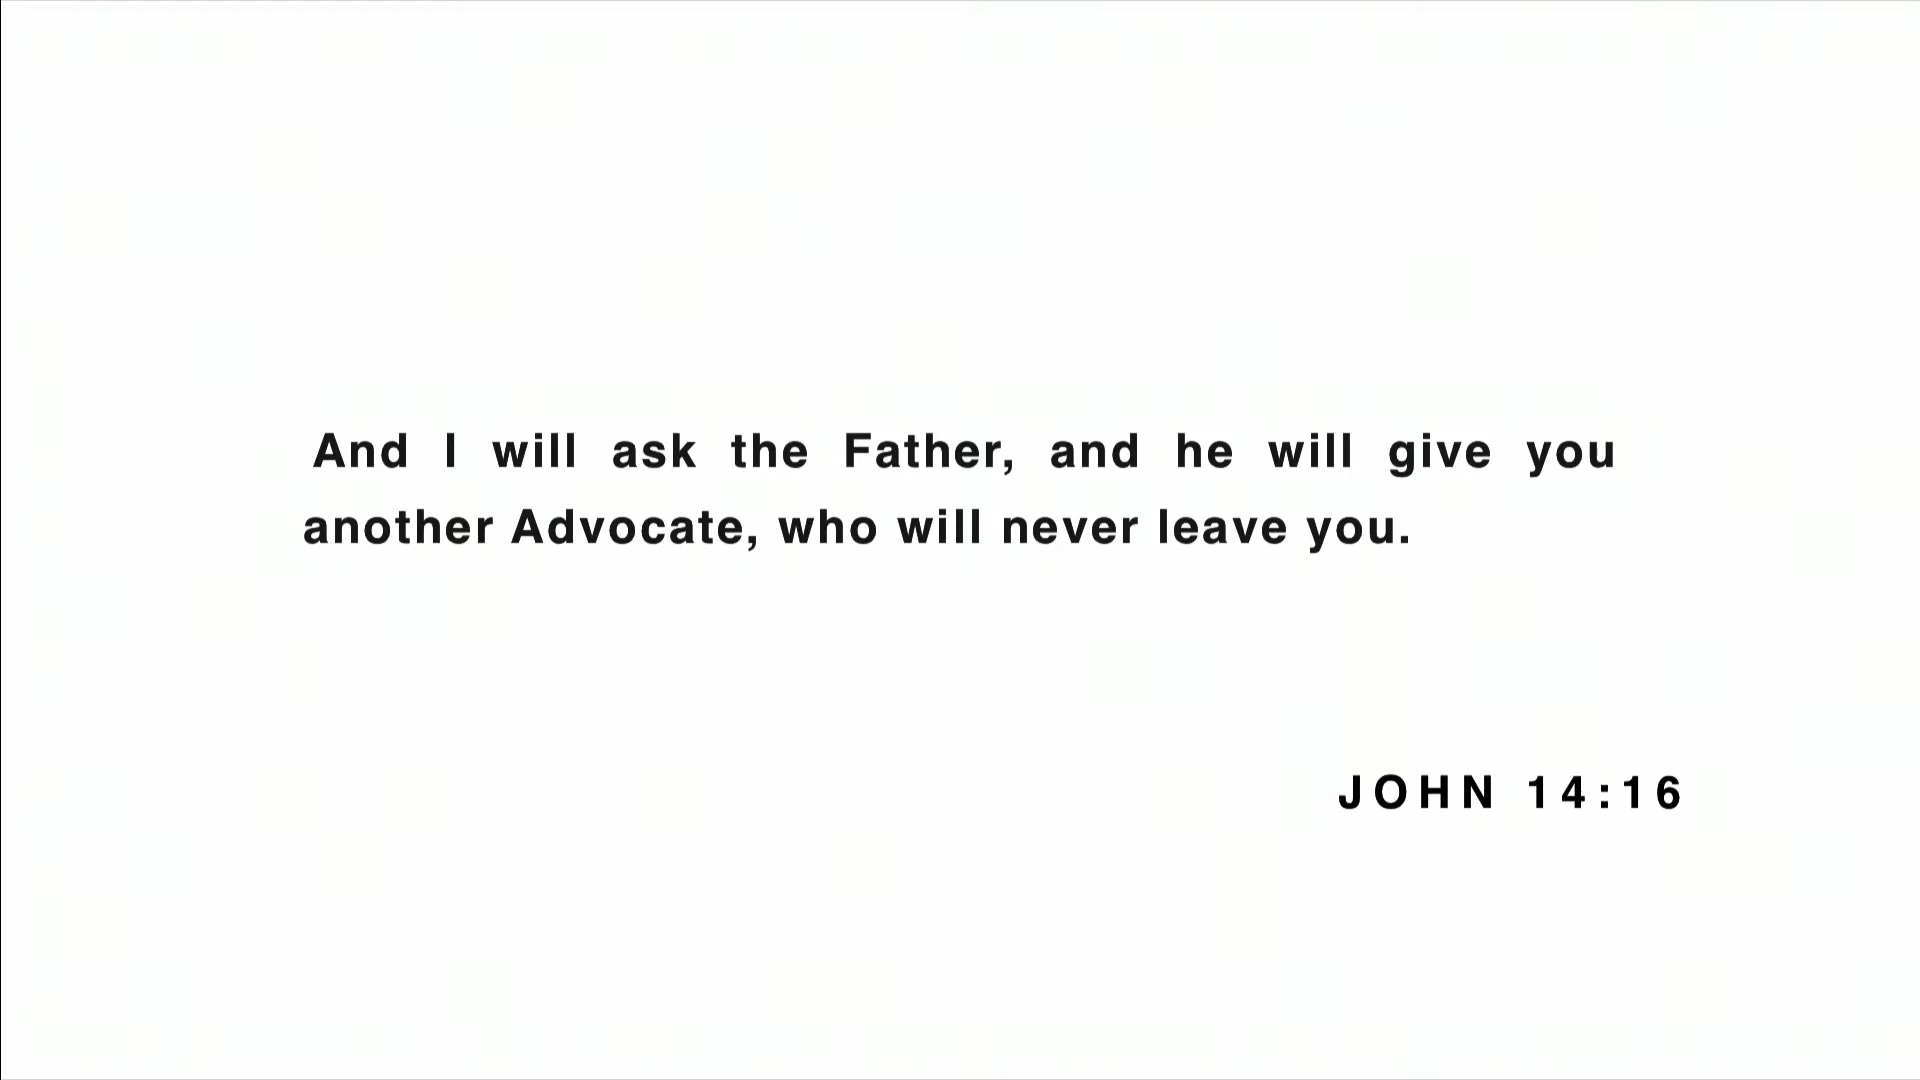 And I will ask the Father, and he will give you
another Advocate, who will never leave you.
JOHN 14:16